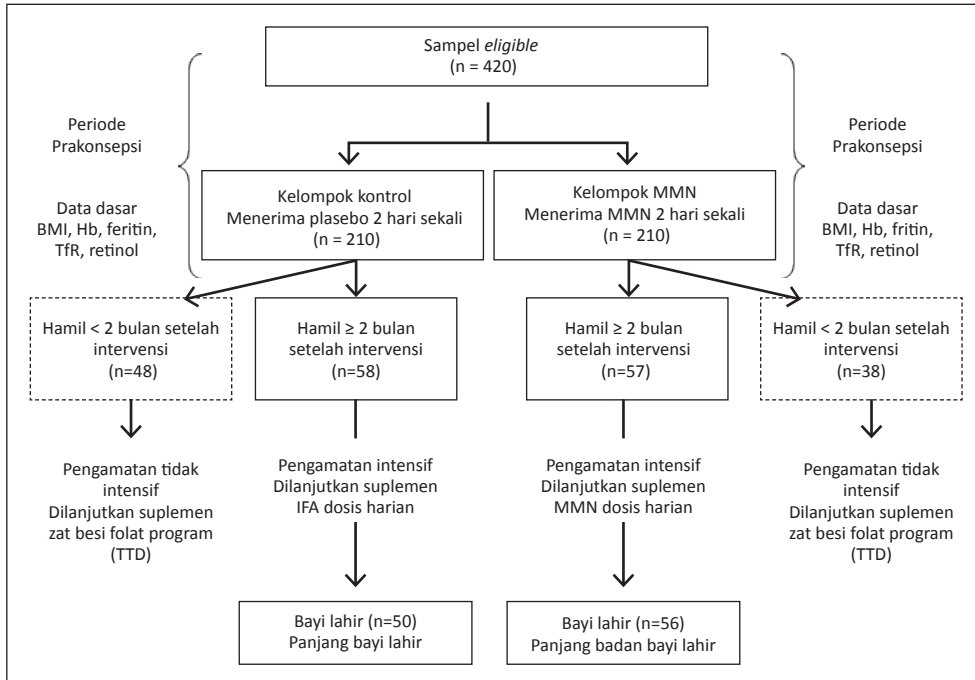 Sampel eligible
(n = 420)
Periode
Prakonsepsi
Data dasar
BMI, Hb, feritin,
TfR, retinol
Periode
Prakonsepsi
Data dasar
BMI, Hb, fritin,
TfR, retinol
Kelompok kontrol
Menerima plasebo 2 hari sekali
(n = 210)
Kelompok MMN
Menerima MMN 2 hari sekali
(n = 210)
Hamil < 2 bulan setelah
intervensi
(n=48)
Hamil ≥ 2 bulan
setelah intervensi
(n=58)
Hamil ≥ 2 bulan
setelah intervensi
(n=57)
Hamil < 2 bulan setelah
intervensi
(n=38)
Pengamatan tidak
intensif
Dilanjutkan suplemen
zat besi folat program
(TTD)
Pengamatan intensif
Dilanjutkan suplemen
IFA dosis harian
Pengamatan intensif
Dilanjutkan suplemen
MMN dosis harian
Pengamatan tidak
intensif
Dilanjutkan suplemen
zat besi folat program
(TTD)
Bayi lahir (n=50)
Panjang bayi lahir
Bayi lahir (n=56)
Panjang badan bayi lahir